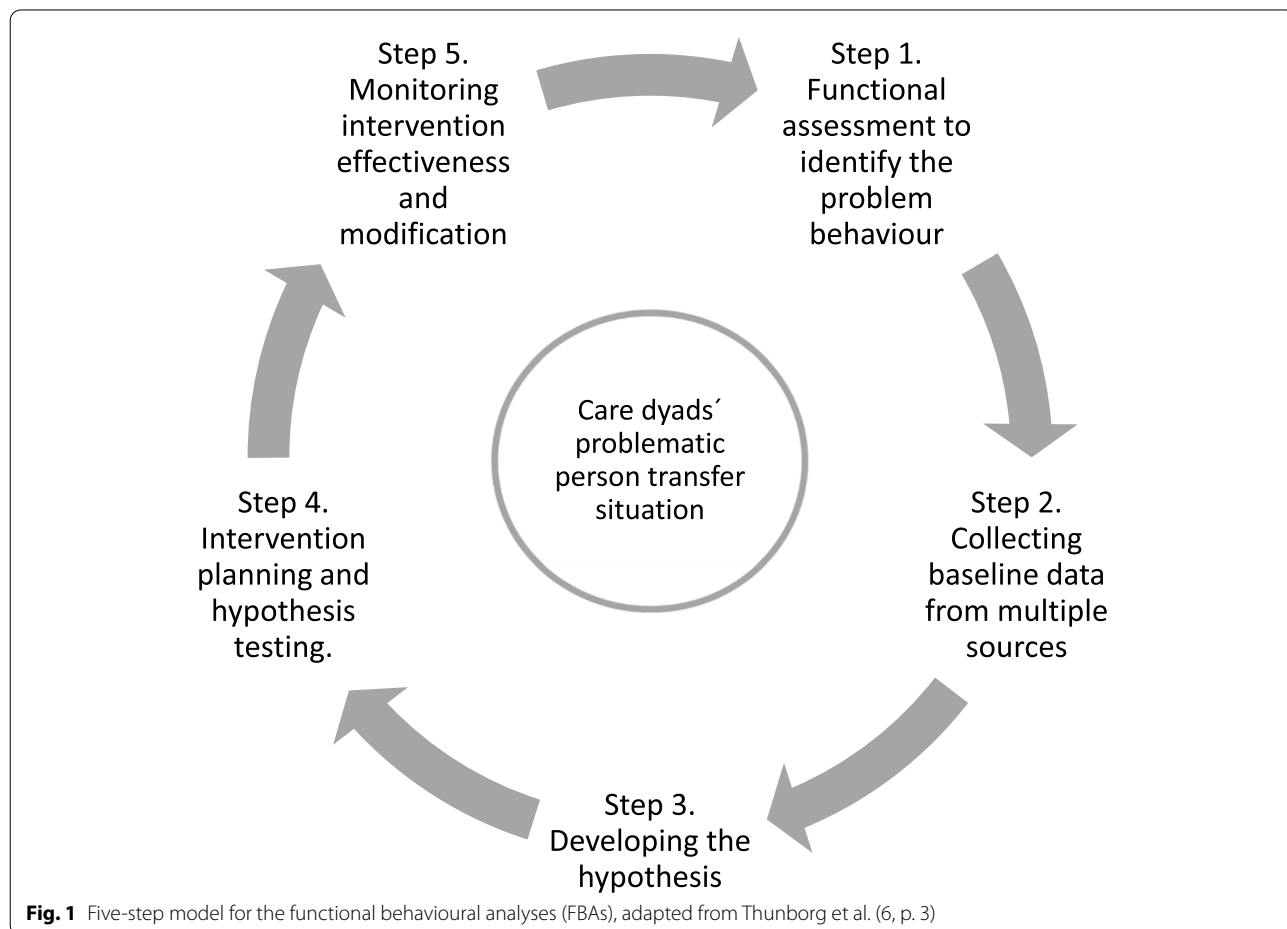 Step 1.
Functional
assessment to
identify the
problem
behaviour
Step 2.
Collecting
baseline data
from multiple
sources
Step 3.
Developing the
hypothesis
Step 4.
Intervention
planning and
hypothesis
testing.
Step 5.
Monitoring
intervention
effectiveness
and
modification
Care dyads´
problematic
person transfer
situation
Fig. 1 Five-step model for the functional behavioural analyses (FBAs), adapted from Thunborg et al. (6, p. 3)